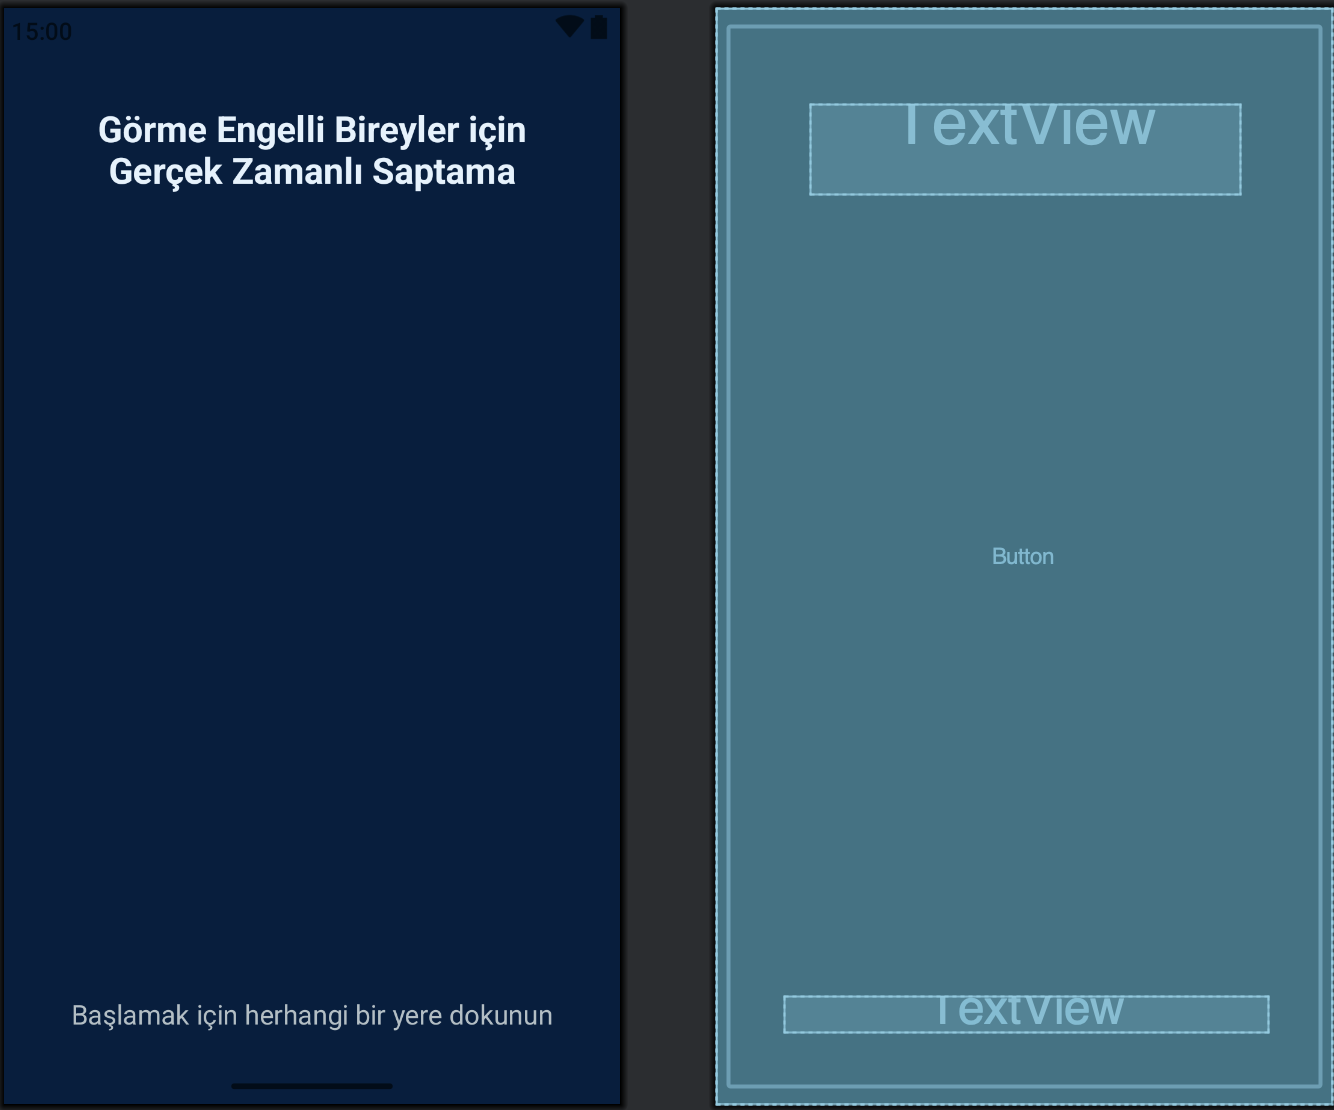 15:00
Görme Engelli Bireyler için
Gerçek Zamanlı Saptama
Başlamak için herhangi bir yere dokunun
TextView
Button
TextView